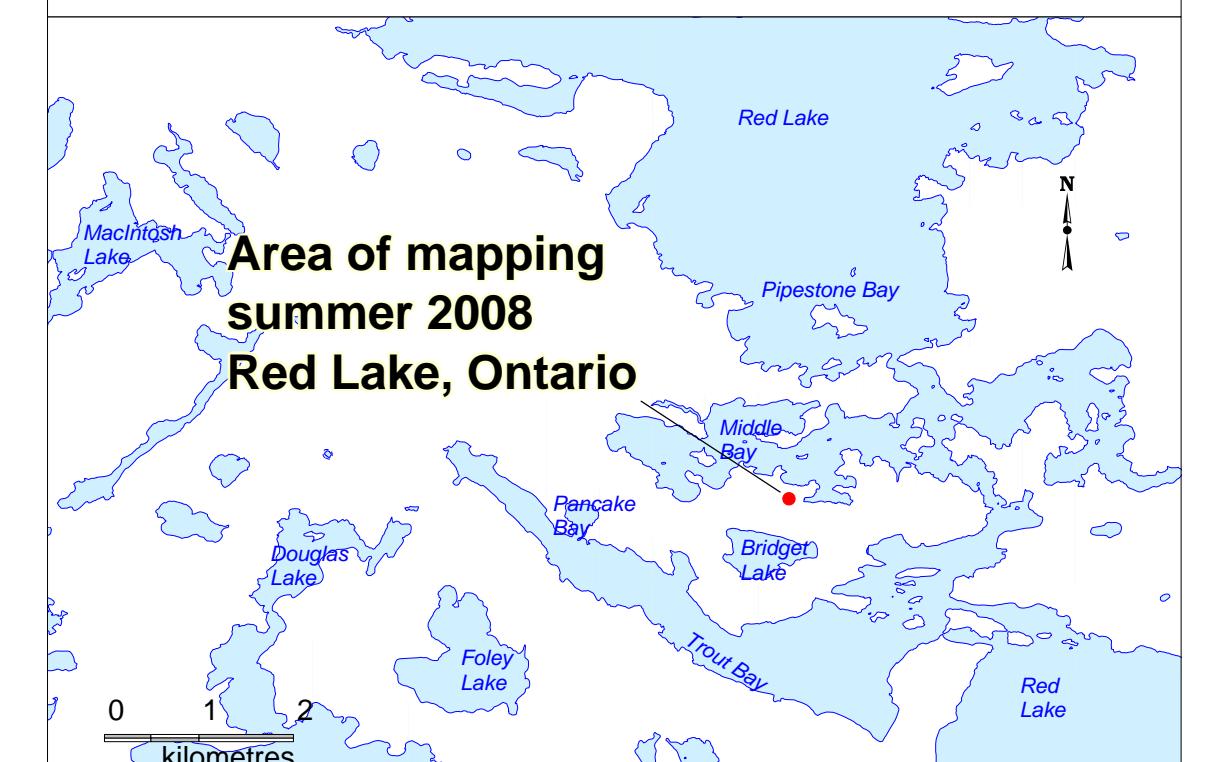 Red Lake
N
MacIntosh
Lake
Area of mapping
summer 2008
Red Lake, Ontario
Pipestone Bay
Middle
Bay
Pancake
Bay
Bridget
Lake
Douglas
Lake
Trout Bay
Foley
Lake
Red
Lake
0 1 2
kilometres